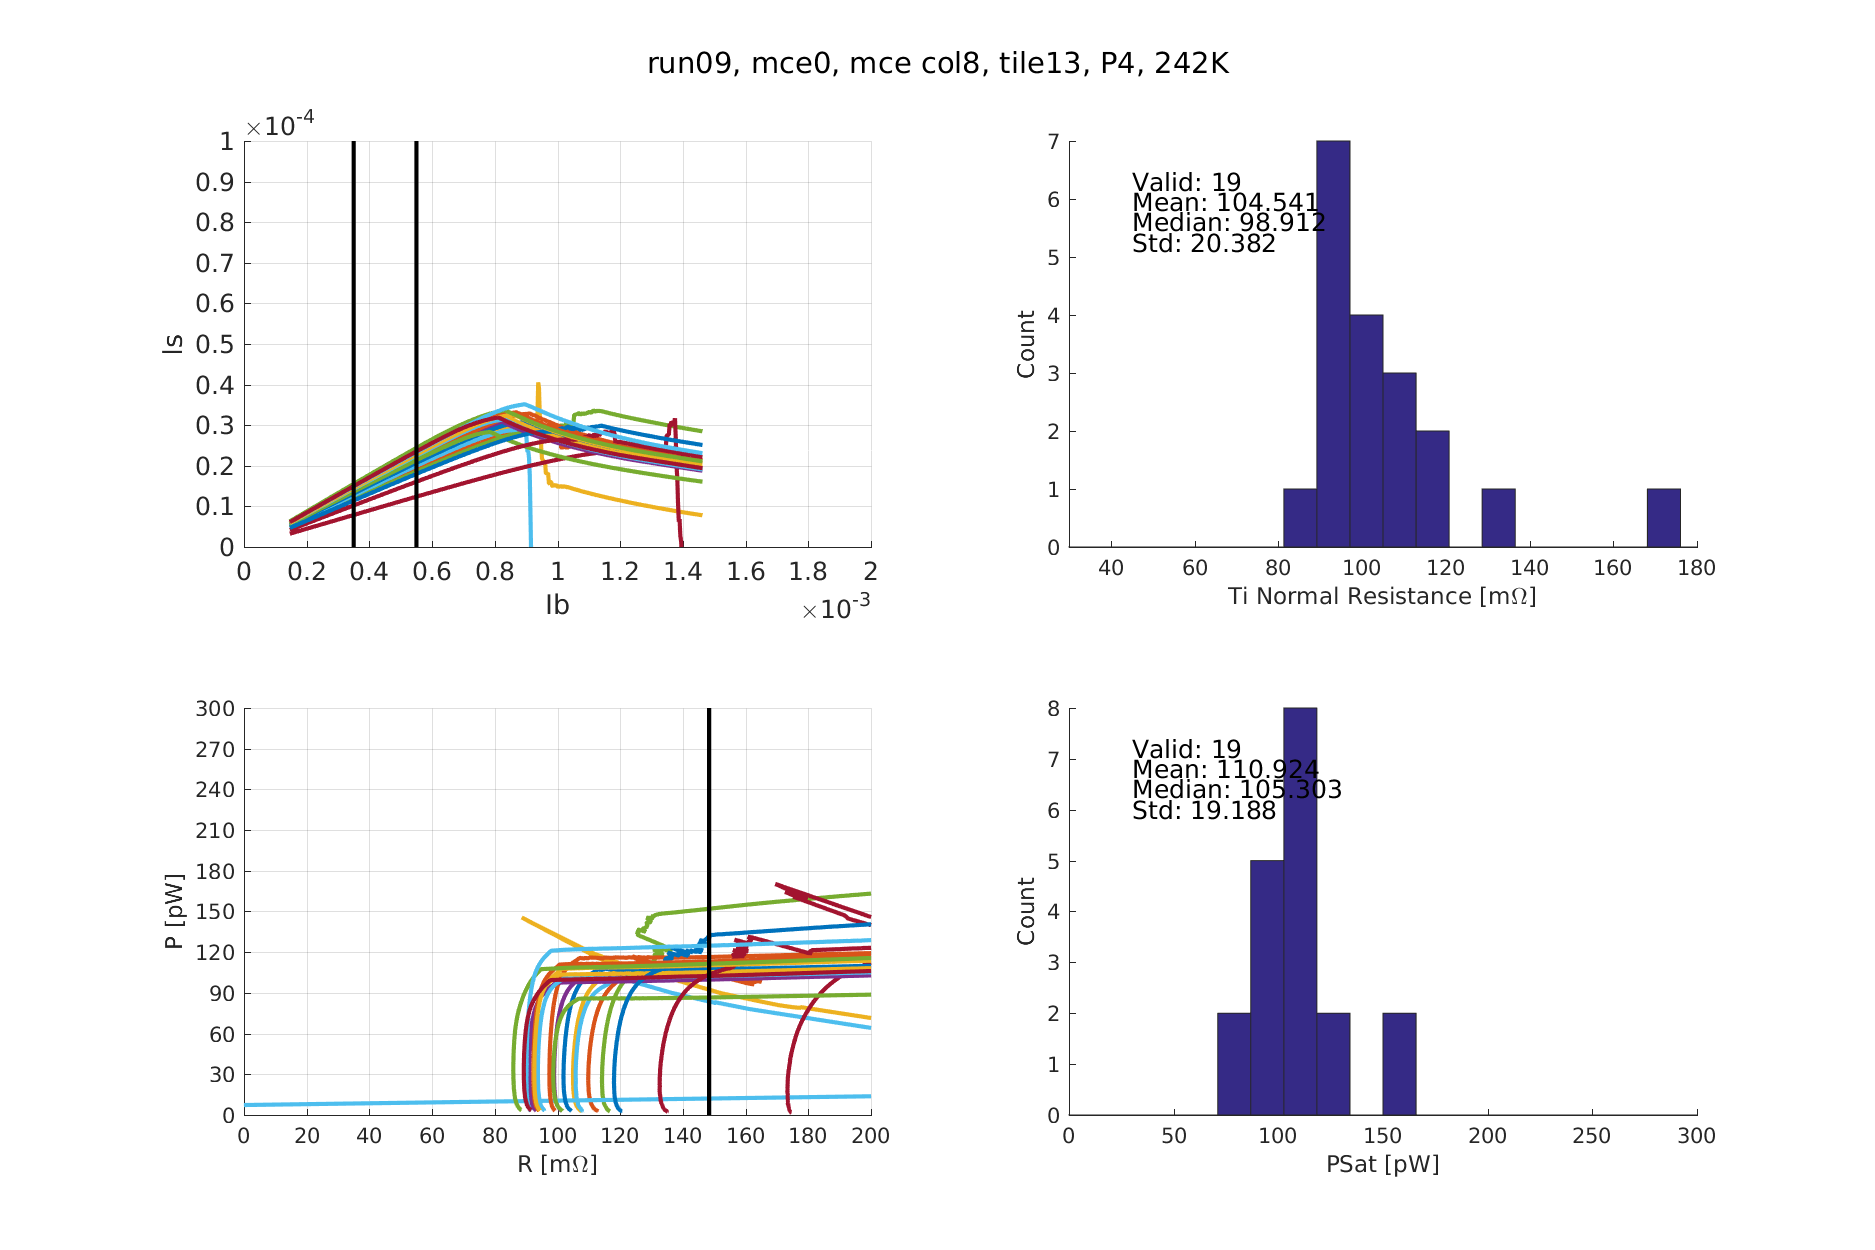 run09, mce0, mce col8, tile13, P4, 242K
×10-4
1
0.9
0.8
0.7
0.6
0.5
0.4
0.3
0.2
0.1
0
Is
0 0.2 0.4 0.6 0.8 1 1.2 1.4 1.6 1.8 2
Ib
×10-3
7
6
5
4
3
2
1
0
Count
Valid: 19
Mean: 104.541
Median: 98.912
Std: 20.382
40 60 80 100 120 140 160 180
Ti Normal Resistance [mΩ]
300
270
240
210
180
150
120
90
60
30
0
P [pW]
0 20 40 60 80 100 120 140 160 180 200
R [mΩ]
8
7
6
5
4
3
2
1
0
Count
Valid: 19
Mean: 110.924
Median: 105.303
Std: 19.188
0 50 100 150 200 250 300
PSat [pW]